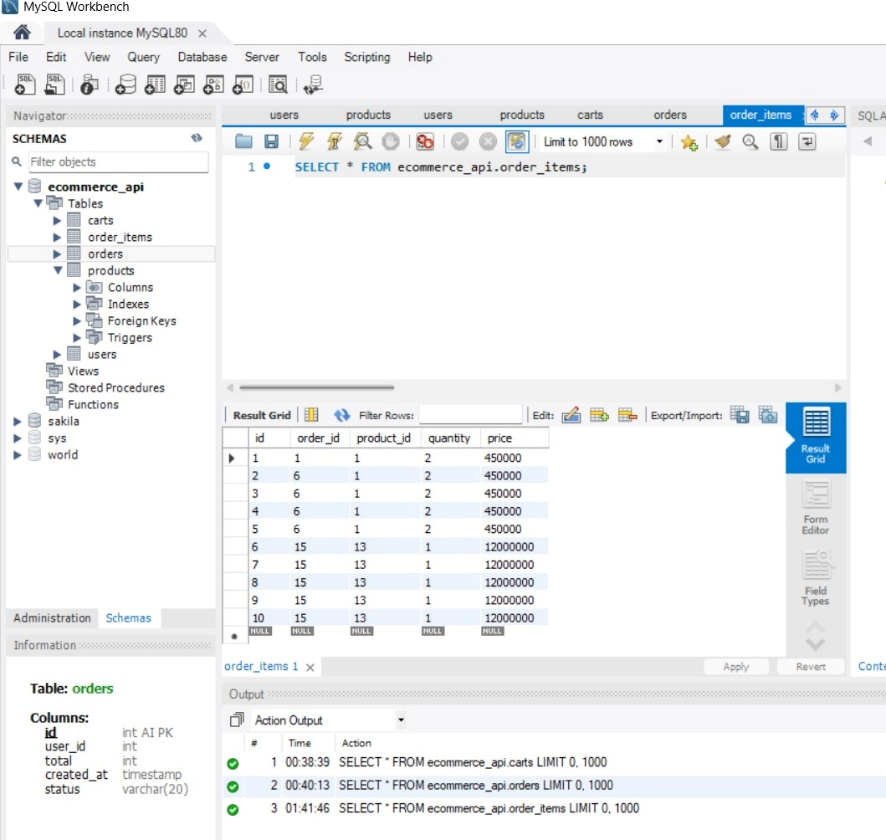 MySQL Workbench
Local instance MySQL80
File Edit View Query Database Server Tools Scripting Help
Navigator
SCHEMAS
Filter objects
ecommerce_api
Tables
carts
order_items
orders
products
Columns
Indexes
Foreign Keys
Triggers
users
Views
Stored Procedures
Functions
sakila
sys
world
Administration Schemas
Information
Table: orders
Columns:
id int AI PK
user_id int
total int
created_at timestamp
status varchar(20)
users products users products carts orders order_items
Limit to 1000 rows
1 SELECT * FROM ecommerce_api.order_items;
Result Grid Filter Rows: Edit: Export/Import:
id order_id product_id quantity price
1 1 1 2 450000
2 6 1 2 450000
3 6 1 2 450000
4 6 1 2 450000
5 6 1 2 450000
6 15 13 1 12000000
7 15 13 1 12000000
8 15 13 1 12000000
9 15 13 1 12000000
10 15 13 1 12000000
NULL NULL NULL NULL NULL
Result
Grid
Form
Editor
Field
Types
order_items 1 Apply Revert
Output
Action Output
# Time Action
1 00:38:39 SELECT * FROM ecommerce_api.carts LIMIT 0, 1000
2 00:40:13 SELECT * FROM ecommerce_api.orders LIMIT 0, 1000
3 01:41:46 SELECT * FROM ecommerce_api.order_items LIMIT 0, 1000
SQLA
Conte